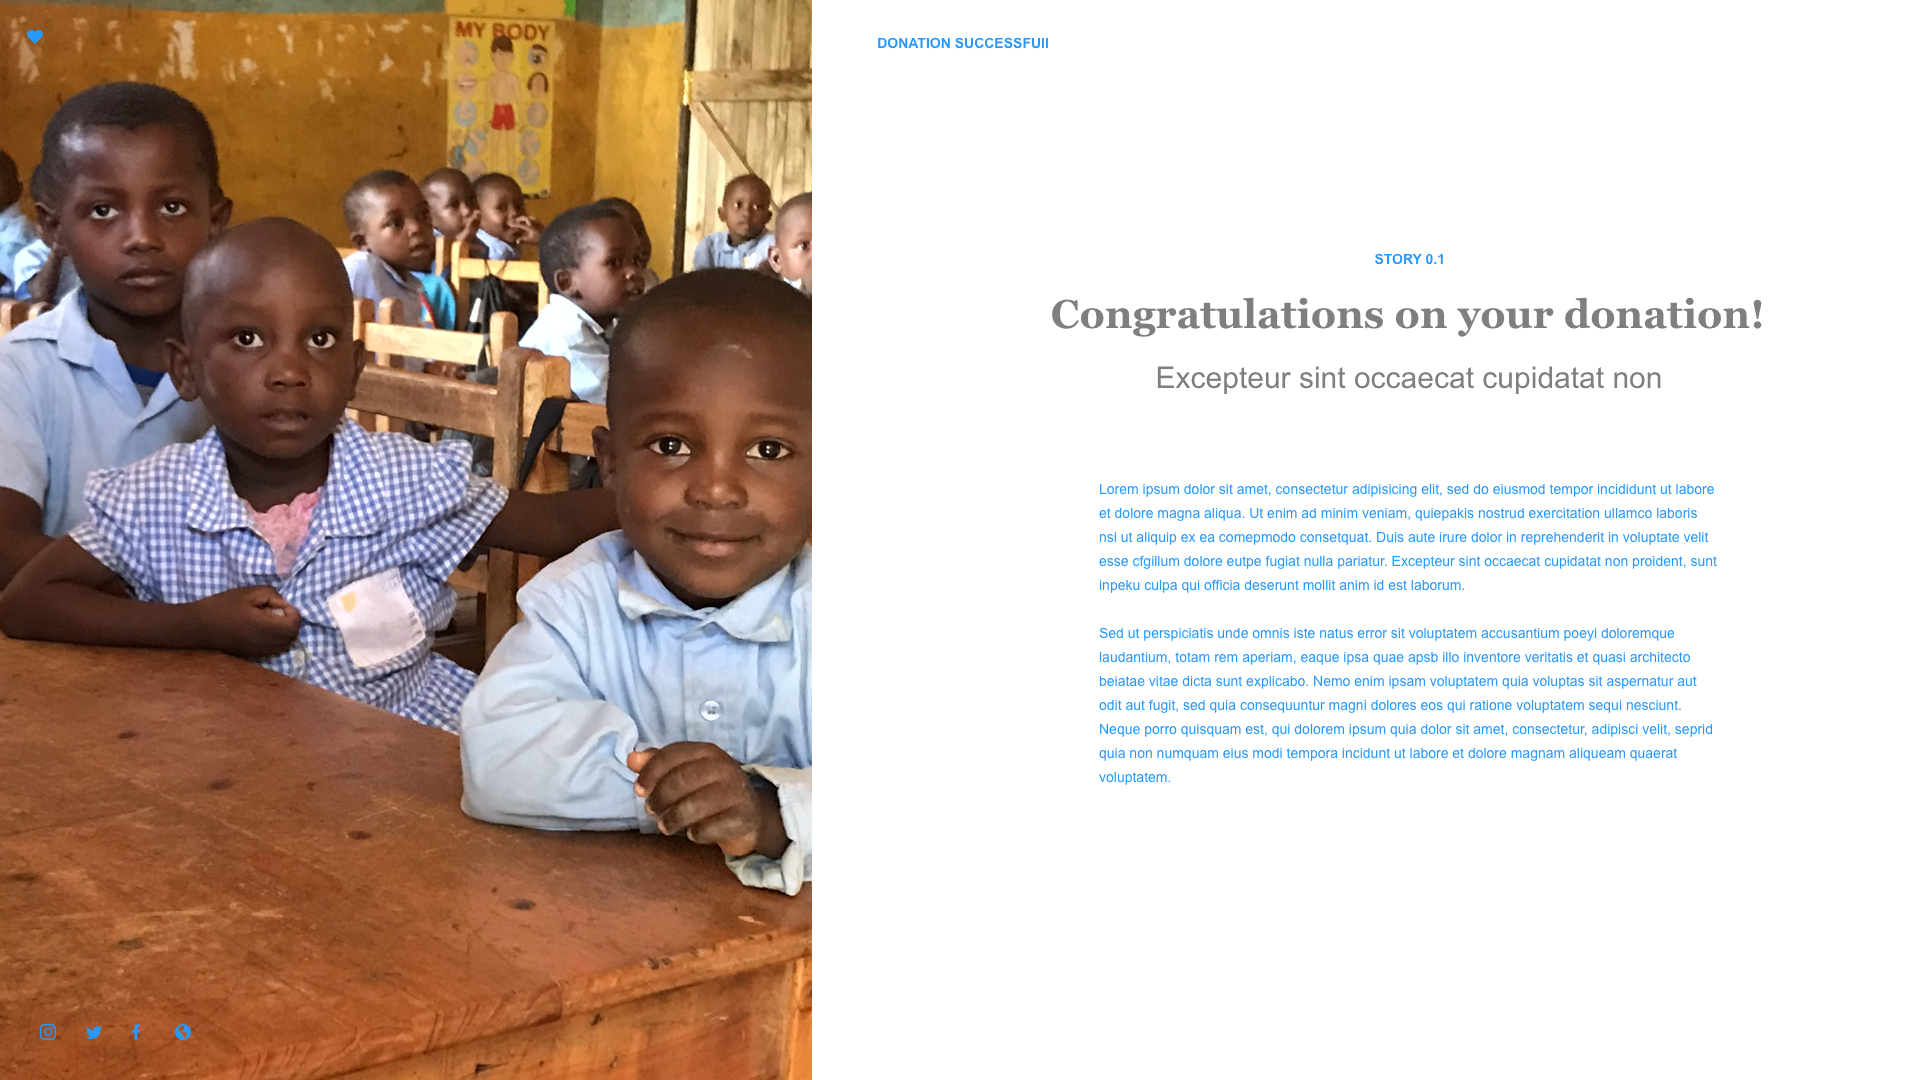 MY BODY
DONATION SUCCESSFUll
STORY 0.1
Congratulations on your donation!
Excepteur sint occaecat cupidatat non
Lorem ipsum dolor sit amet, consectetur adipisicing elit, sed do eiusmod tempor incididunt ut labore
et dolore magna aliqua. Ut enim ad minim veniam, quiepakis nostrud exercitation ullamco laboris
nsi ut aliquip ex ea comepmodo consetquat. Duis aute irure dolor in reprehenderit in voluptate velit
esse cfgillum dolore eutpe fugiat nulla pariatur. Excepteur sint occaecat cupidatat non proident, sunt
inpeku culpa qui officia deserunt mollit anim id est laborum.
Sed ut perspiciatis unde omnis iste natus error sit voluptatem accusantium poeyi doloremque
laudantium, totam rem aperiam, eaque ipsa quae apsb illo inventore veritatis et quasi architecto
beiatae vitae dicta sunt explicabo. Nemo enim ipsam voluptatem quia voluptas sit aspernatur aut
odit aut fugit, sed quia consequuntur magni dolores eos qui ratione voluptatem sequi nesciunt.
Neque porro quisquam est, qui dolorem ipsum quia dolor sit amet, consectetur, adipisci velit, seprid
quia non numquam eius modi tempora incidunt ut labore et dolore magnam aliqueam quaerat
voluptatem.